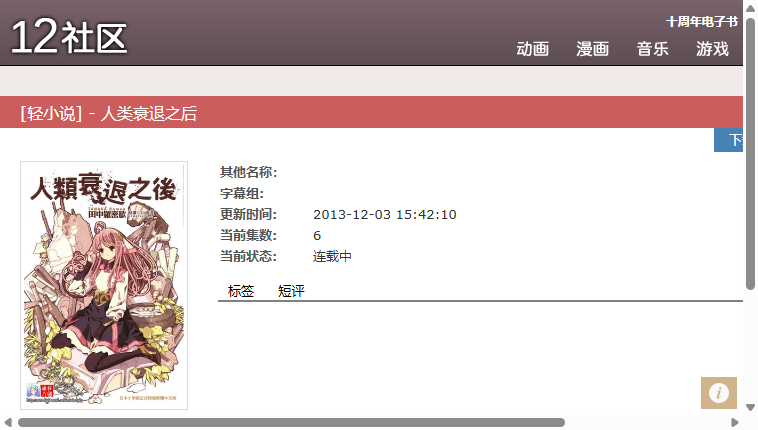 十周年电子书
12社区
动画 漫画 音乐 游戏
[轻小说] - 人类衰退之后
人類衰退之後
田中羅密歐
其他名称:
字幕组:
更新时间: 2013-12-03 15:42:10
当前集数: 6
当前状态: 连载中
标签 短评
i